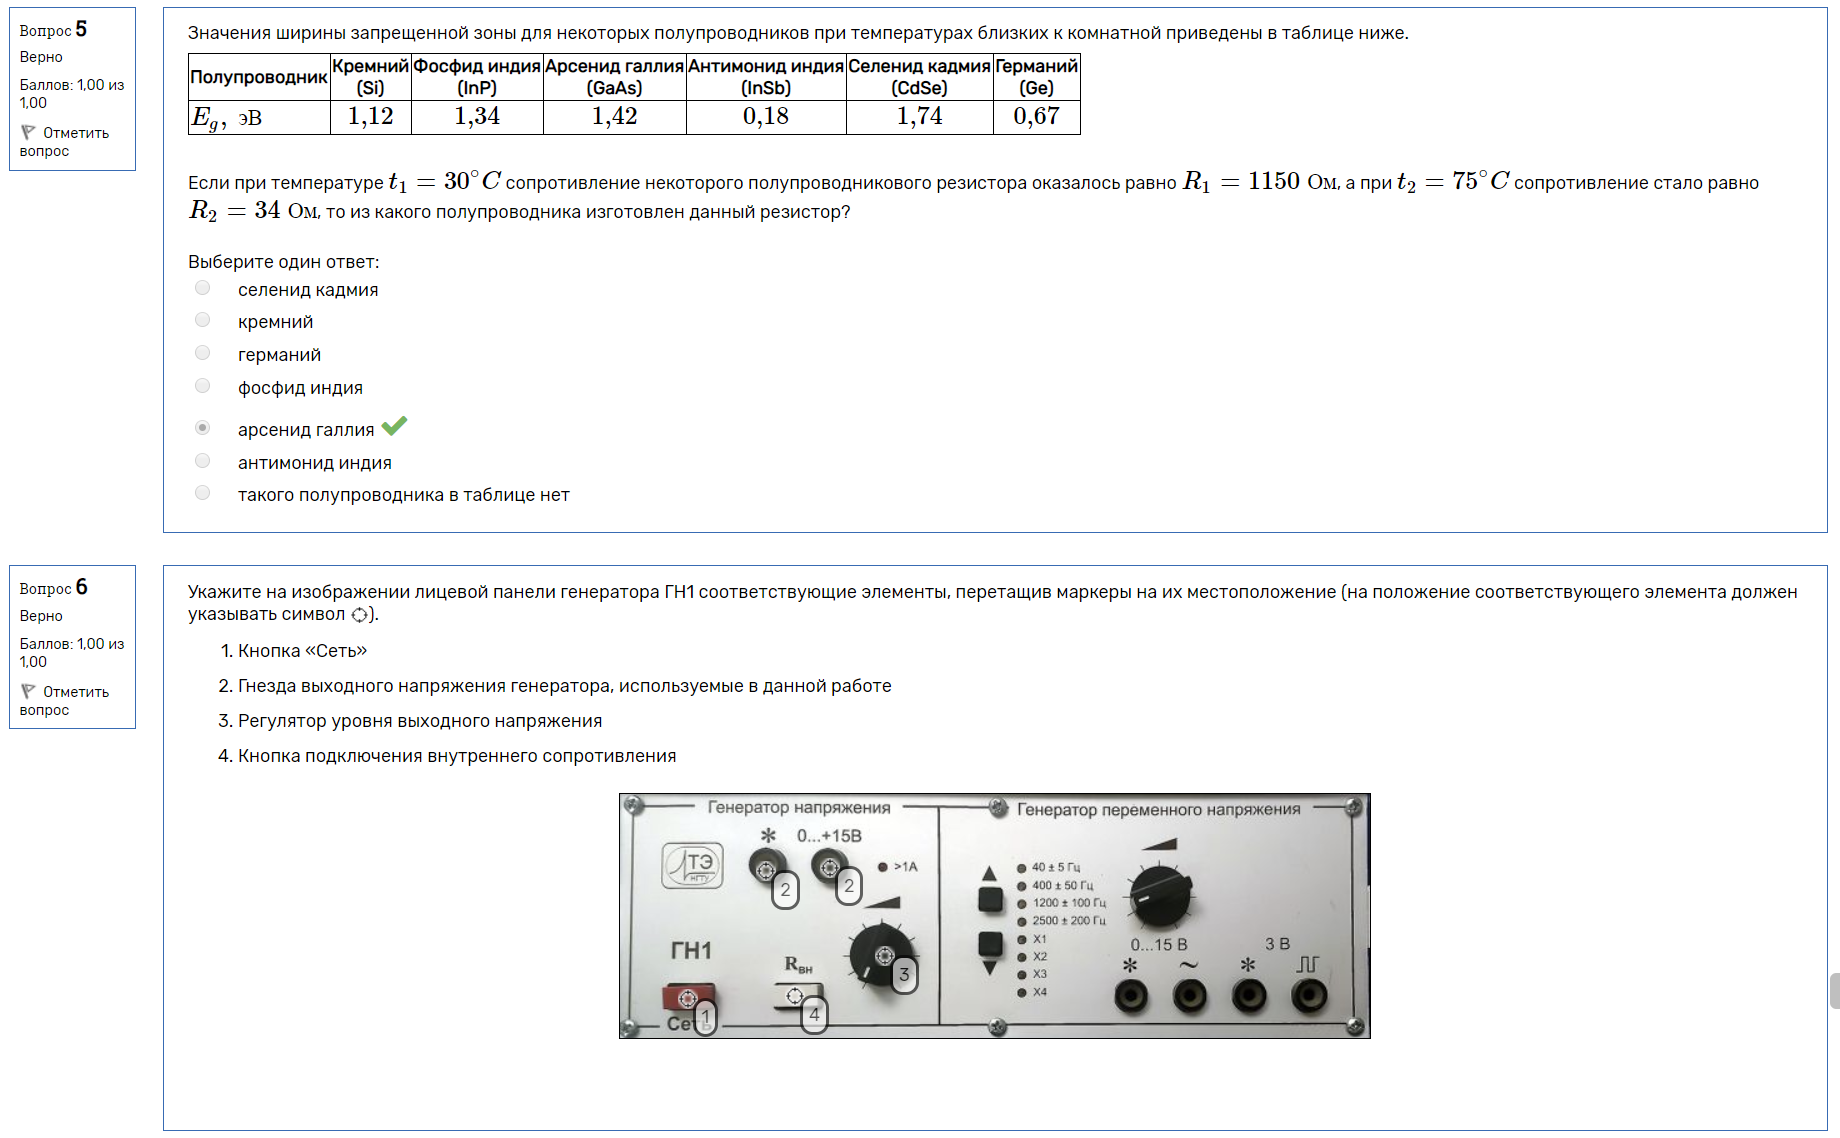 Вопрос 5
Верно
Баллов: 1,00 из
1,00
Отметить
вопрос
Значения ширины запрещенной зоны для некоторых полупроводников при температурах близких к комнатной приведены в таблице ниже.
Полупроводник Кремний (Si) Фосфид индия (InP) Арсенид галлия (GaAs) Антимонид индия (InSb) Селенид кадмия (CdSe) Германий (Ge)
E_g, эВ 1,12 1,34 1,42 0,18 1,74 0,67
Если при температуре t₁ = 30°C сопротивление некоторого полупроводникового резистора оказалось равно R₁ = 1150 Ом, а при t₂ = 75°C сопротивление стало равно
R₂ = 34 Ом, то из какого полупроводника изготовлен данный резистор?
Выберите один ответ:
селенид кадмия
кремний
германий
фосфид индия
арсенид галлия
антимонид индия
такого полупроводника в таблице нет
Вопрос 6
Верно
Баллов: 1,00 из
1,00
Отметить
вопрос
Укажите на изображении лицевой панели генератора ГН1 соответствующие элементы, перетащив маркеры на их местоположение (на положение соответствующего элемента должен
указывать символ ).
1. Кнопка «Сеть»
2. Гнезда выходного напряжения генератора, используемые в данной работе
3. Регулятор уровня выходного напряжения
4. Кнопка подключения внутреннего сопротивления
Генератор напряжения
* 0...+15В
ТЭ
НГТУ
>1А
2
2
ГН1
Rвн
3
1
4
Сеть
Генератор переменного напряжения
40 ± 5 Гц
400 ± 50 Гц
1200 ± 100 Гц
2500 ± 200 Гц
X1
X2
X3
X4
0...15 В 3 В
* ~ *